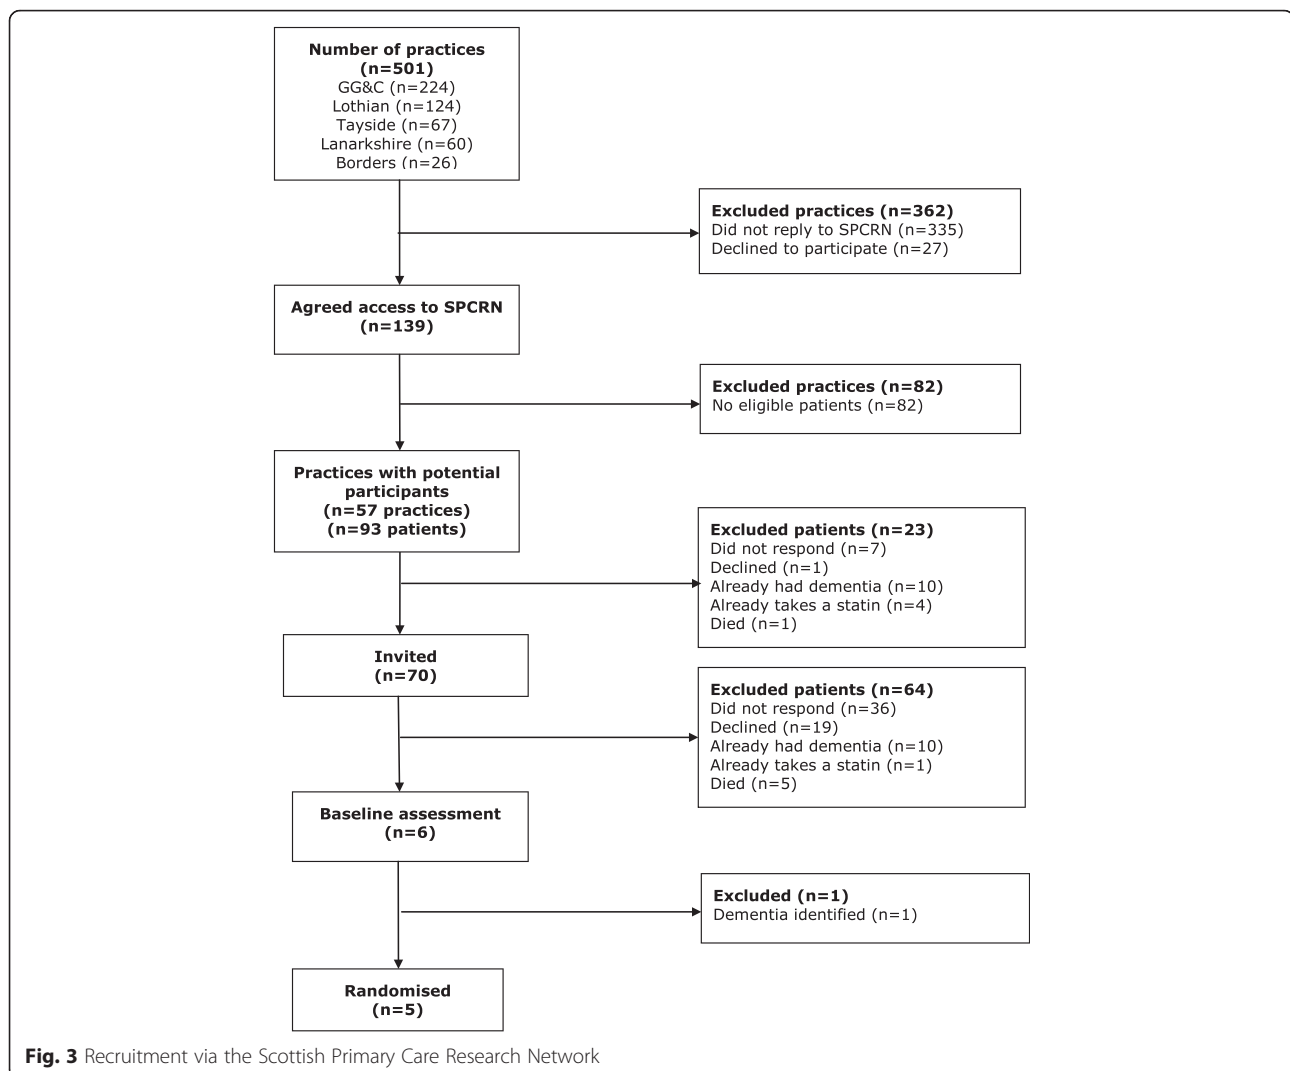 Number of practices
(n=501)
GG&C (n=224)
Lothian (n=124)
Tayside (n=67)
Lanarkshire (n=60)
Borders (n=26)
Excluded practices (n=362)
Did not reply to SPCRN (n=335)
Declined to participate (n=27)
Agreed access to SPCRN
(n=139)
Excluded practices (n=82)
No eligible patients (n=82)
Practices with potential
participants
(n=57 practices)
(n=93 patients)
Excluded patients (n=23)
Did not respond (n=7)
Declined (n=1)
Already had dementia (n=10)
Already takes a statin (n=4)
Died (n=1)
Invited
(n=70)
Excluded patients (n=64)
Did not respond (n=36)
Declined (n=19)
Already had dementia (n=10)
Already takes a statin (n=1)
Died (n=5)
Baseline assessment
(n=6)
Excluded (n=1)
Dementia identified (n=1)
Randomised
(n=5)
Fig. 3 Recruitment via the Scottish Primary Care Research Network